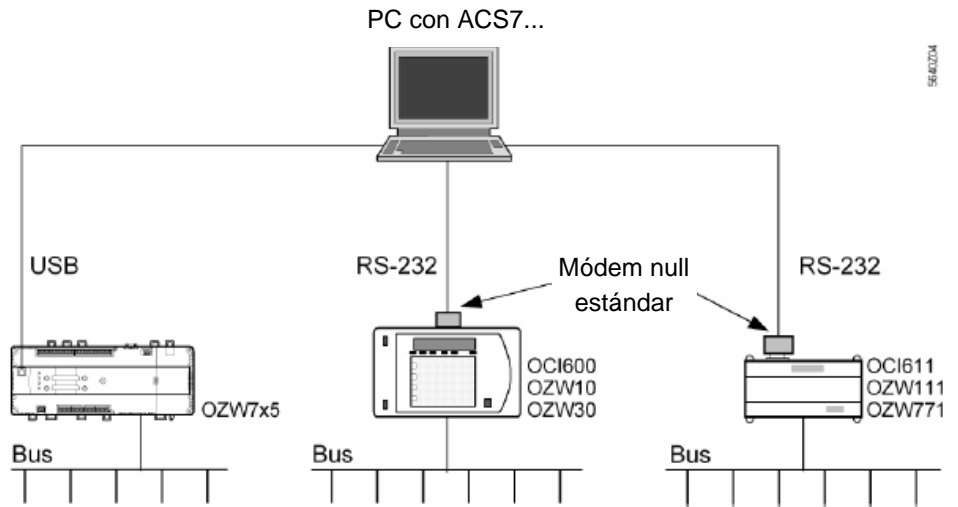 PC con ACS7...
5640Z04
USB
RS-232
Módem null
estándar
RS-232
OZW7x5
OCI600
OZW10
OZW30
OCI611
OZW111
OZW771
Bus
Bus
Bus